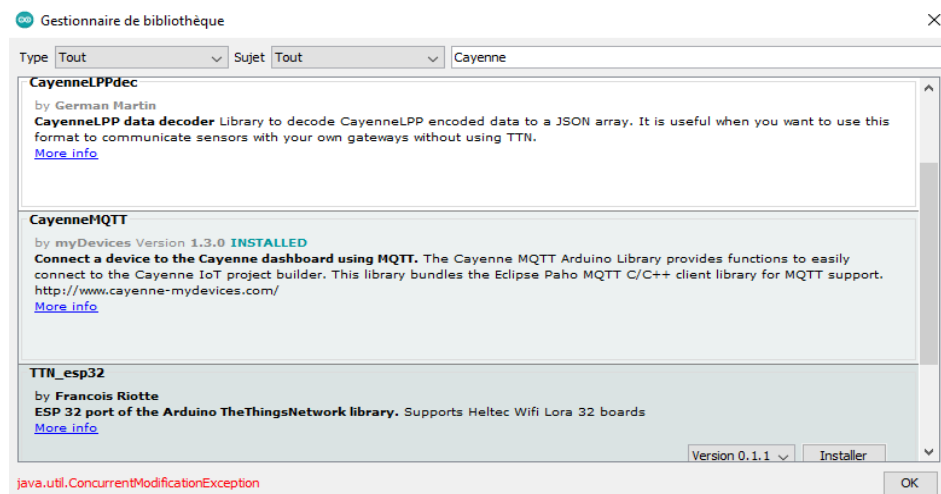 Gestionnaire de bibliothèque
Type Tout Sujet Tout Cayenne
CayenneLPPdec
by German Martin
CayenneLPP data decoder Library to decode CayenneLPP encoded data to a JSON array. It is useful when you want to use this
format to communicate sensors with your own gateways without using TTN.
More info
CayenneMQTT
by myDevices Version 1.3.0 INSTALLED
Connect a device to the Cayenne dashboard using MQTT. The Cayenne MQTT Arduino Library provides functions to easily
connect to the Cayenne IoT project builder. This library bundles the Eclipse Paho MQTT C/C++ client library for MQTT support.
http://www.cayenne-mydevices.com/
More info
TTN_esp32
by Francois Riotte
ESP 32 port of the Arduino TheThingsNetwork library. Supports Heltec Wifi Lora 32 boards
More info
Version 0.1.1 Installer
java.util.ConcurrentModificationException OK